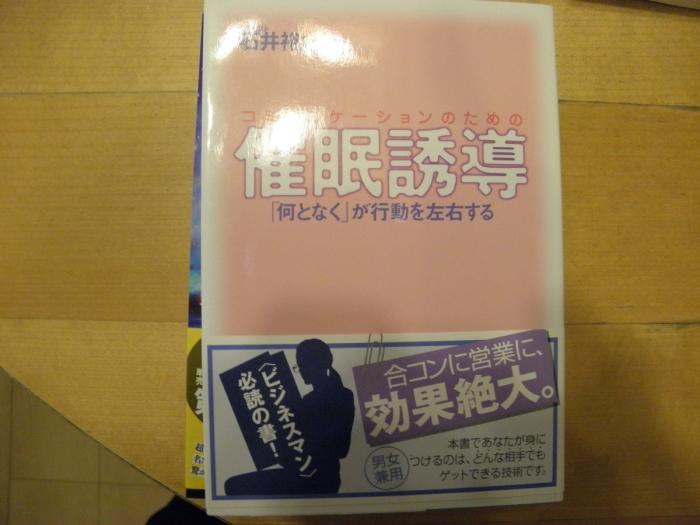 石井裕
コミュニケーションのための
催眠誘導
「何となく」が行動を左右する
合コンに営業に、
効果絶大。
〈ビジネスマン〉
必読の書！
男女
兼用
本書であなたが身に
つけるのは、どんな相手でも
ゲットできる技術です。